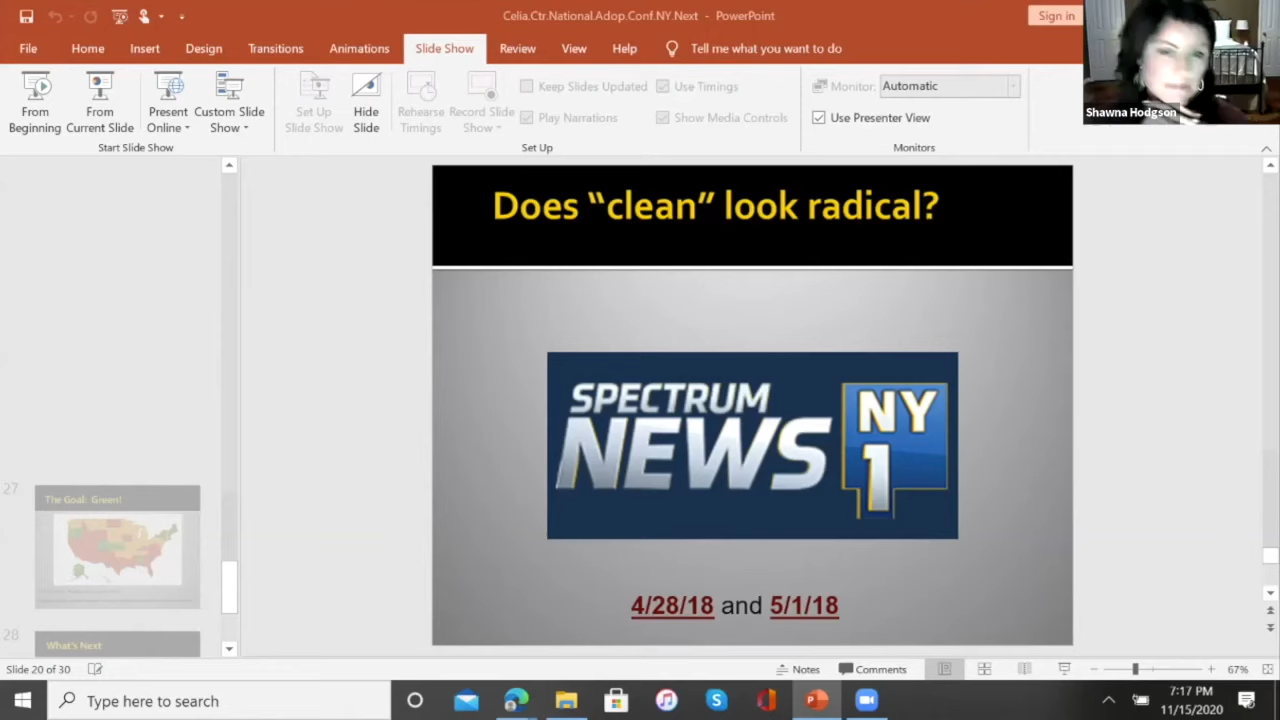 Celia.Ctr.National.Adop.Conf.NY.Next - PowerPoint
Sign in
File Home Insert Design Transitions Animations Slide Show Review View Help Tell me what you want to do
From Beginning
From Current Slide
Present Online
Custom Slide Show
Set Up Slide Show
Hide Slide
Rehearse Timings
Record Slide Show
Keep Slides Updated
Play Narrations
Use Timings
Show Media Controls
Monitor: Automatic
Use Presenter View
Start Slide Show
Set Up
Monitors
Shawna Hodgson
Does “clean” look radical?
SPECTRUM
NEWS
NY
1
4/28/18 and 5/1/18
27
The Goal: Green!
28
What's Next
Slide 20 of 30
Notes
Comments
67%
Type here to search
7:17 PM
11/15/2020